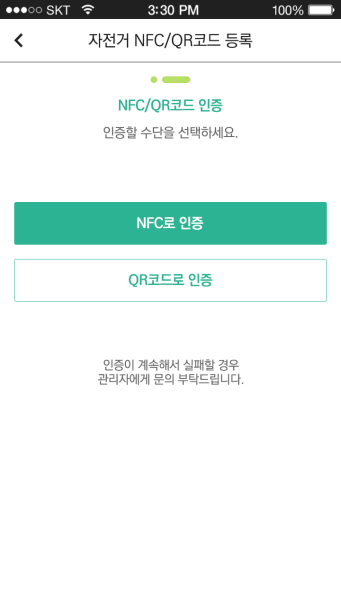 SKT 3:30 PM 100%
자전거 NFC/QR코드 등록
NFC/QR코드 인증
인증할 수단을 선택하세요.
NFC로 인증
QR코드로 인증
인증이 계속해서 실패할 경우
관리자에게 문의 부탁드립니다.